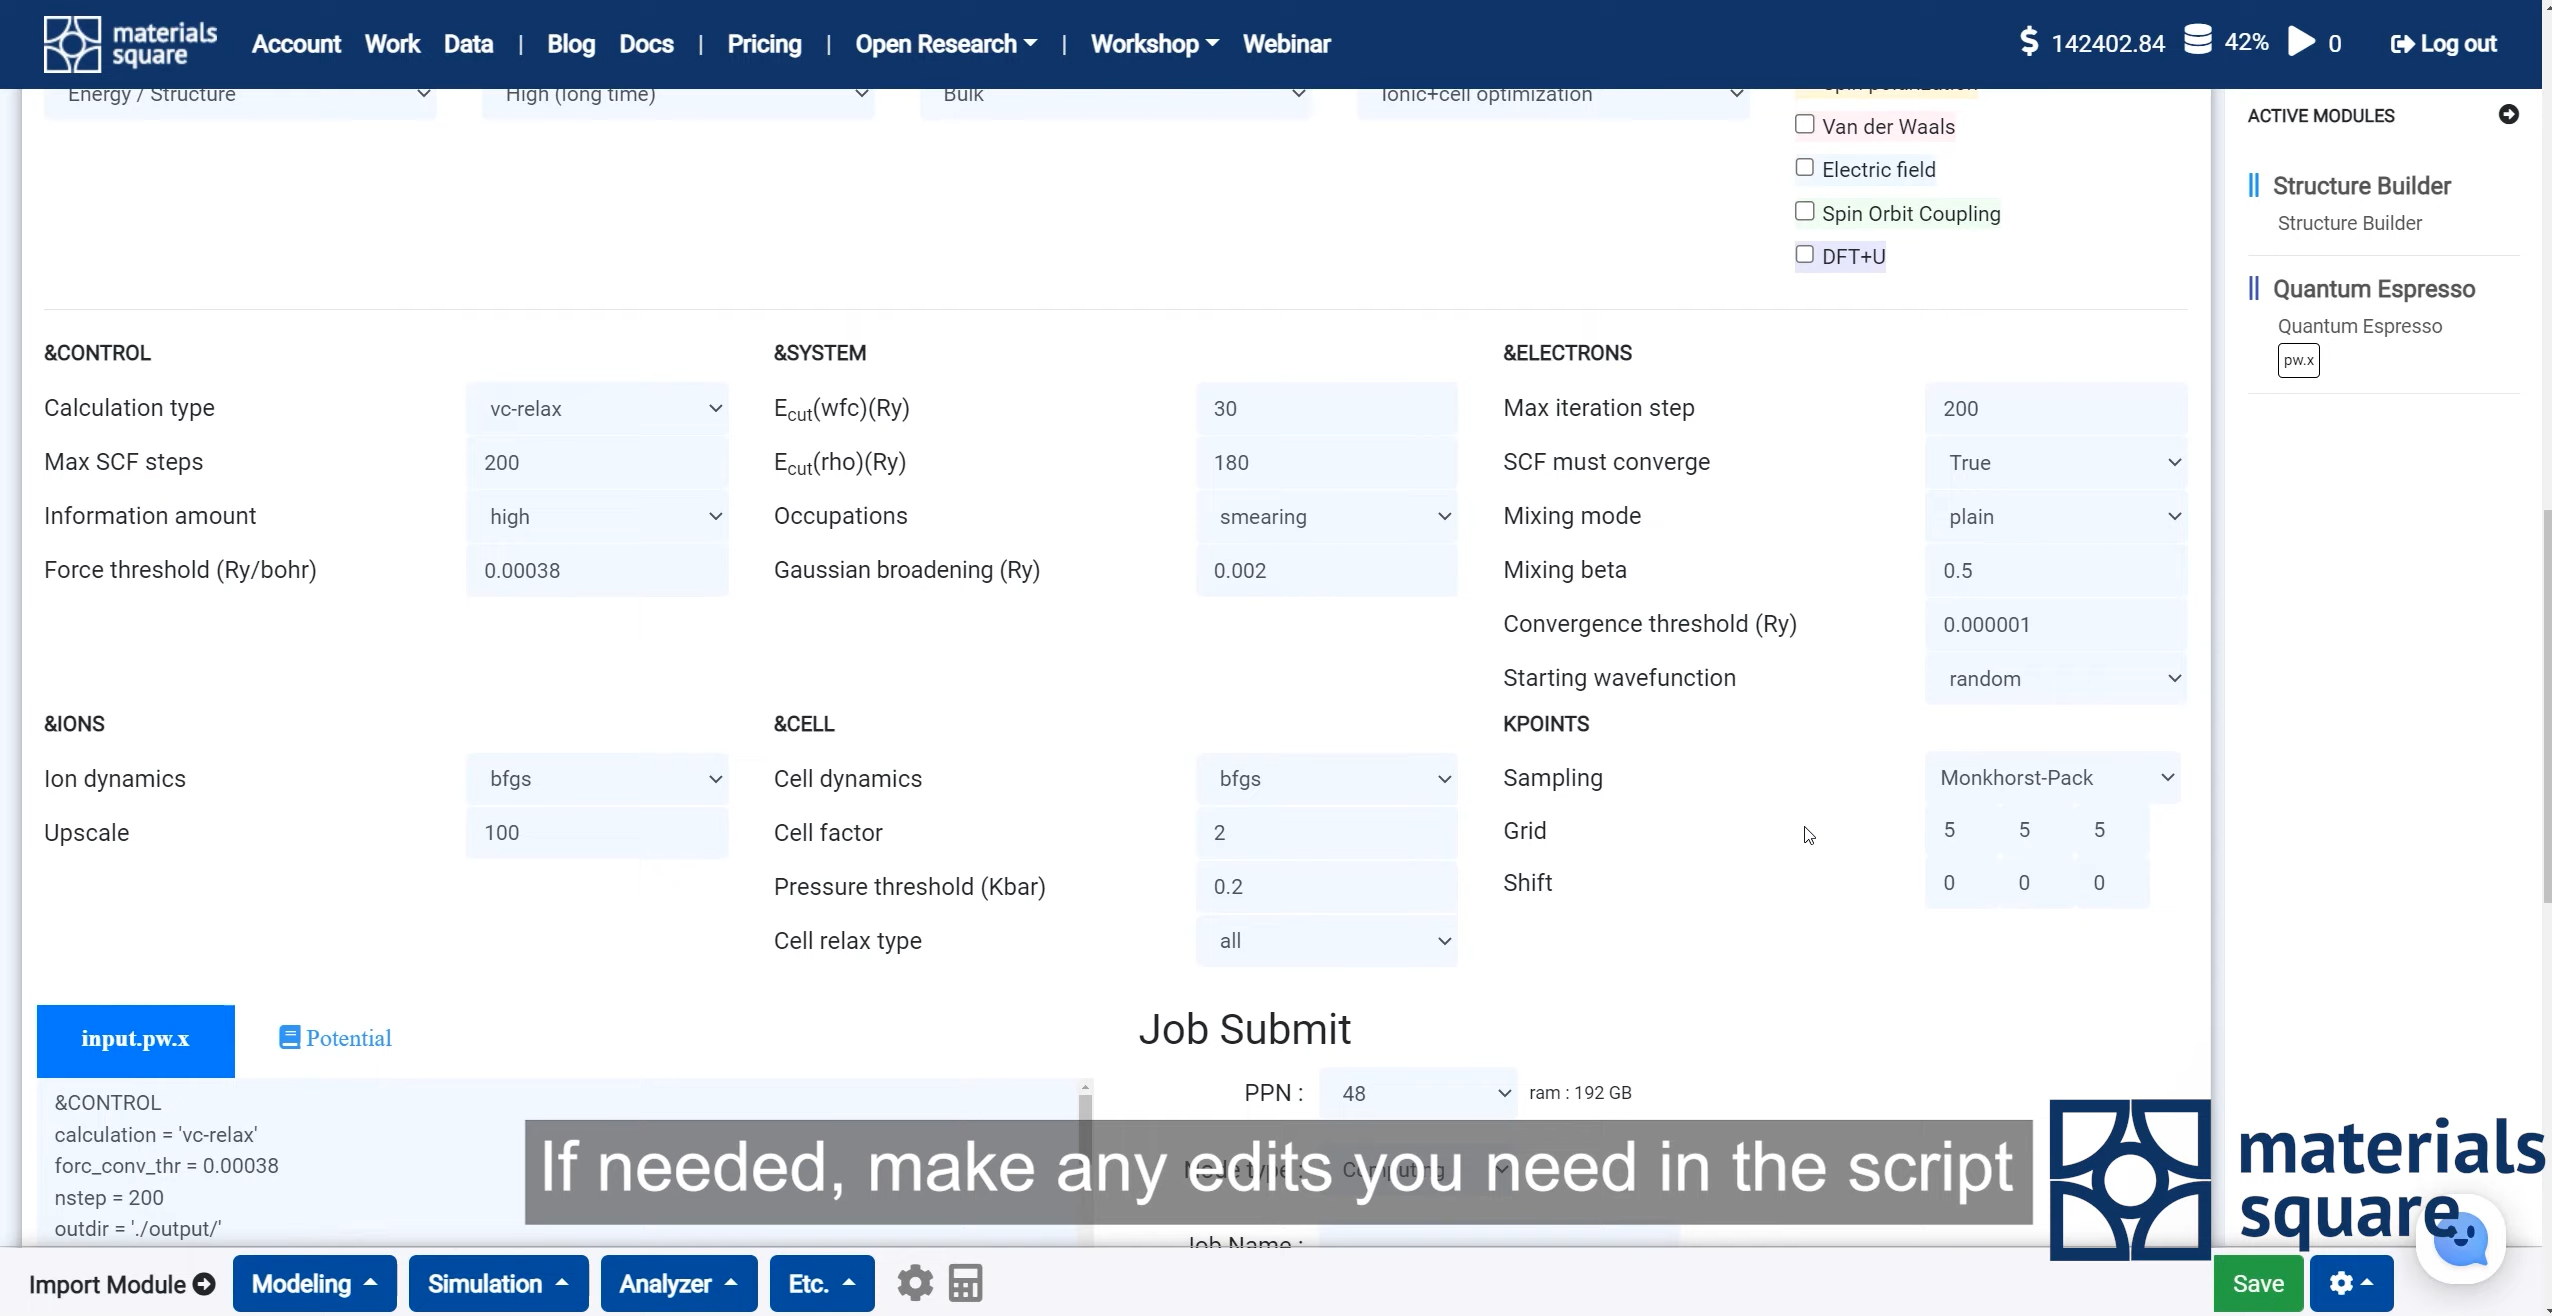 materials
square
Account Work Data | Blog Docs | Pricing | Open Research | Workshop Webinar
$ 142402.84 42% 0 Log out
Energy / Structure High (long time) Bulk Ionic+cell optimization
Spin polarization
Van der Waals
Electric field
Spin Orbit Coupling
DFT+U
ACTIVE MODULES
Structure Builder
Structure Builder
Quantum Espresso
Quantum Espresso
pw.x
&CONTROL
Calculation type vc-relax
Max SCF steps 200
Information amount high
Force threshold (Ry/bohr) 0.00038
&SYSTEM
Ecut(wfc)(Ry) 30
Ecut(rho)(Ry) 180
Occupations smearing
Gaussian broadening (Ry) 0.002
&ELECTRONS
Max iteration step 200
SCF must converge True
Mixing mode plain
Mixing beta 0.5
Convergence threshold (Ry) 0.000001
Starting wavefunction random
&IONS
Ion dynamics bfgs
Upscale 100
&CELL
Cell dynamics bfgs
Cell factor 2
Pressure threshold (Kbar) 0.2
Cell relax type all
KPOINTS
Sampling Monkhorst-Pack
Grid 5 5 5
Shift 0 0 0
input.pw.x Potential
&CONTROL
calculation = 'vc-relax'
forc_conv_thr = 0.00038
nstep = 200
outdir = './output/'
Job Submit
PPN : 48 ram : 192 GB
Node type : Computing
Job Name :
If needed, make any edits you need in the script
materials
square
Import Module Modeling Simulation Analyzer Etc. Save